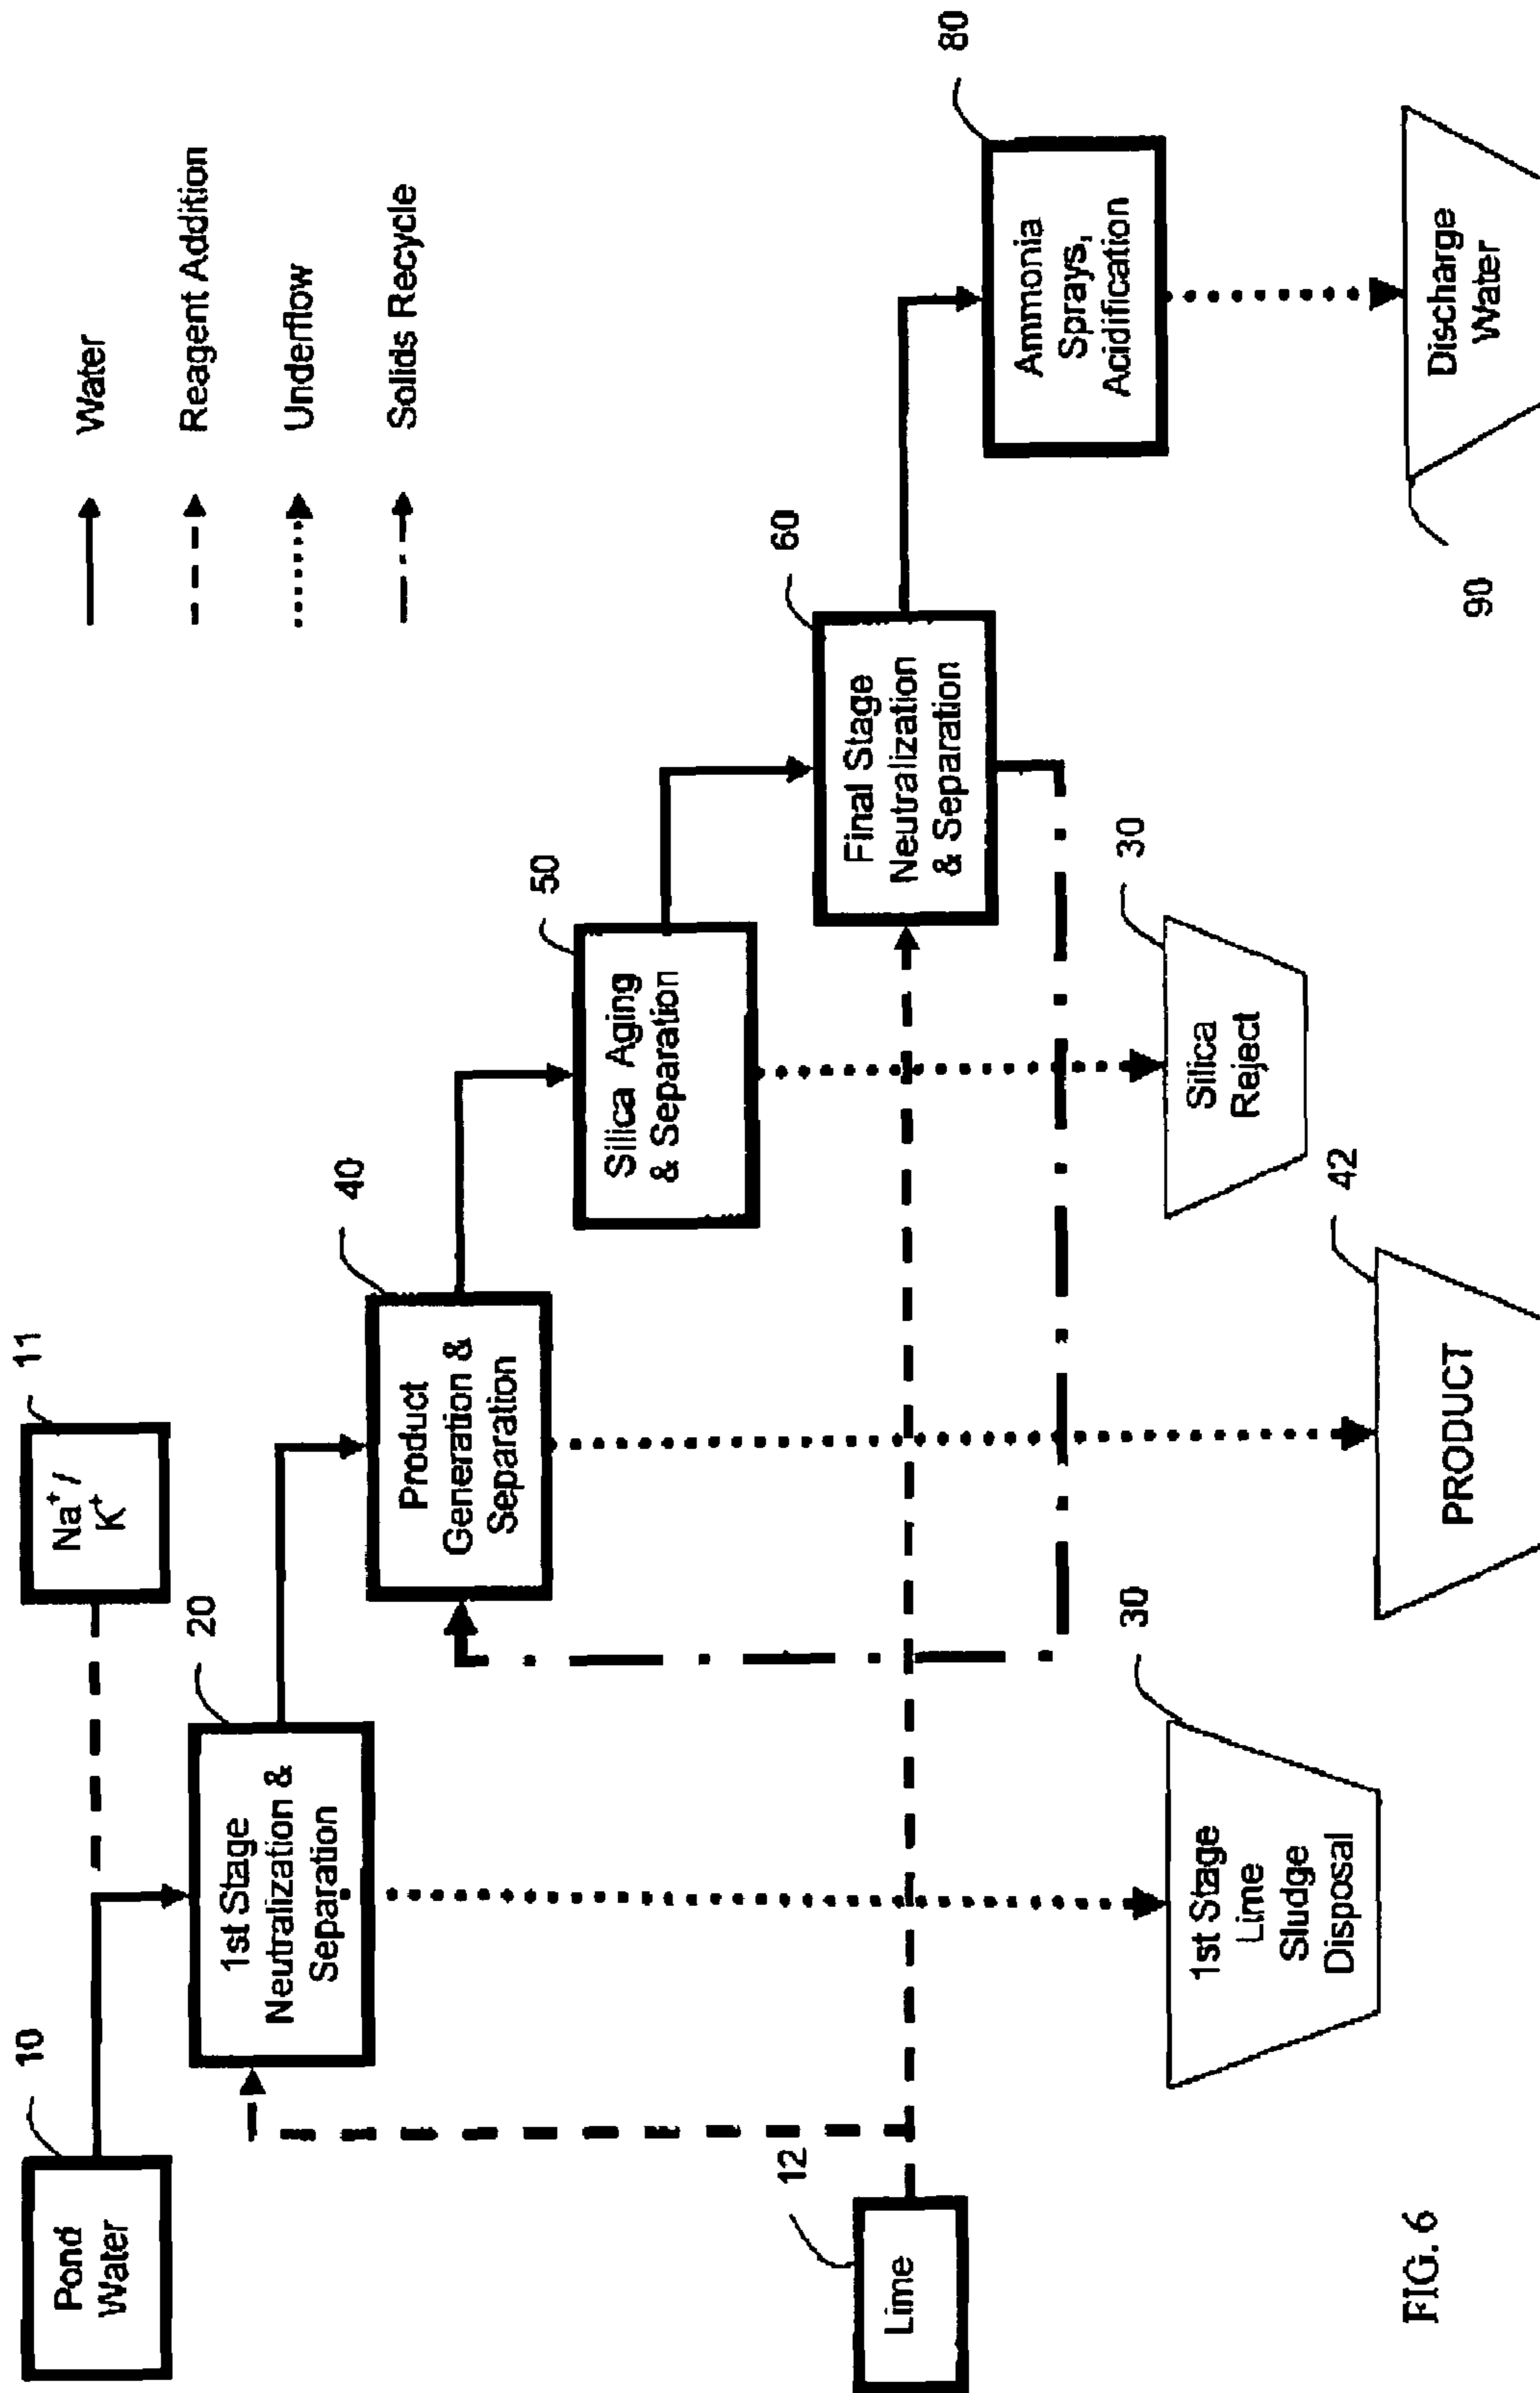 10
Pond
Water
11
Na⁺/
K⁺
Water
Reagent Addition
Underflow
Solids Recycle
20
1st Stage
Neutralization &
Separation
40
Product
Generation &
Separation
50
Silica Aging
& Separation
60
Final Stage
Neutralization
& Separation
80
Ammonia
Sprays,
Acidification
12
Lime
30
1st Stage
Lime
Sludge
Disposal
42
PRODUCT
30
Silica
Reject
90
Discharge
Water
FIG. 6